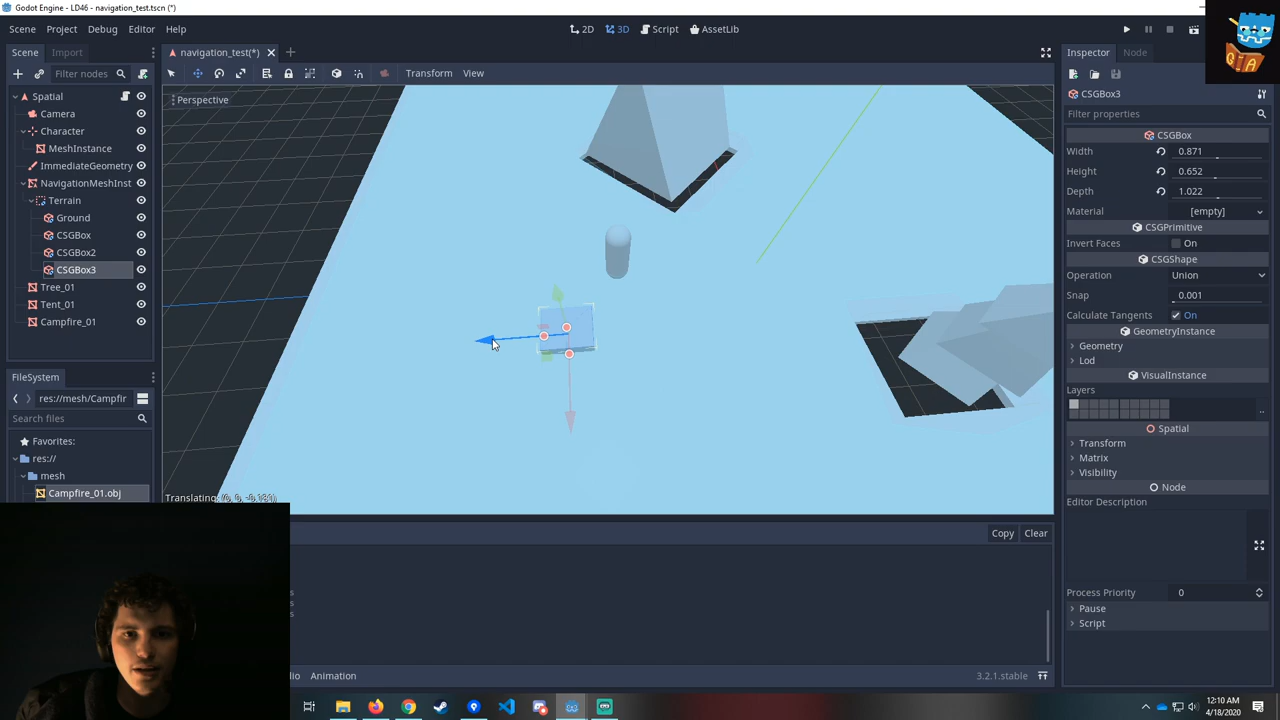 Godot Engine - LD46 - navigation_test.tscn (*)
Scene Project Debug Editor Help
2D 3D Script AssetLib
Q A
Scene Import
navigation_test(*)
Inspector Node
Filter nodes
Transform View
CSGBox3
Perspective
Filter properties
Spatial
Camera
Character
MeshInstance
ImmediateGeometry
NavigationMeshInst
Terrain
Ground
CSGBox
CSGBox2
CSGBox3
Tree_01
Tent_01
Campfire_01
CSGBox
Width 0.871
Height 0.652
Depth 1.022
Material [empty]
CSGPrimitive
Invert Faces On
CSGShape
Operation Union
Snap 0.001
Calculate Tangents On
GeometryInstance
Geometry
Lod
VisualInstance
Layers
..
Spatial
Transform
Matrix
Visibility
Node
Editor Description
Process Priority 0
Pause
Script
FileSystem
res://mesh/Campfir
Search files
Favorites:
res://
mesh
Campfire_01.obj
Copy Clear
s
s
s
io Animation
3.2.1.stable
12:10 AM
4/18/2020